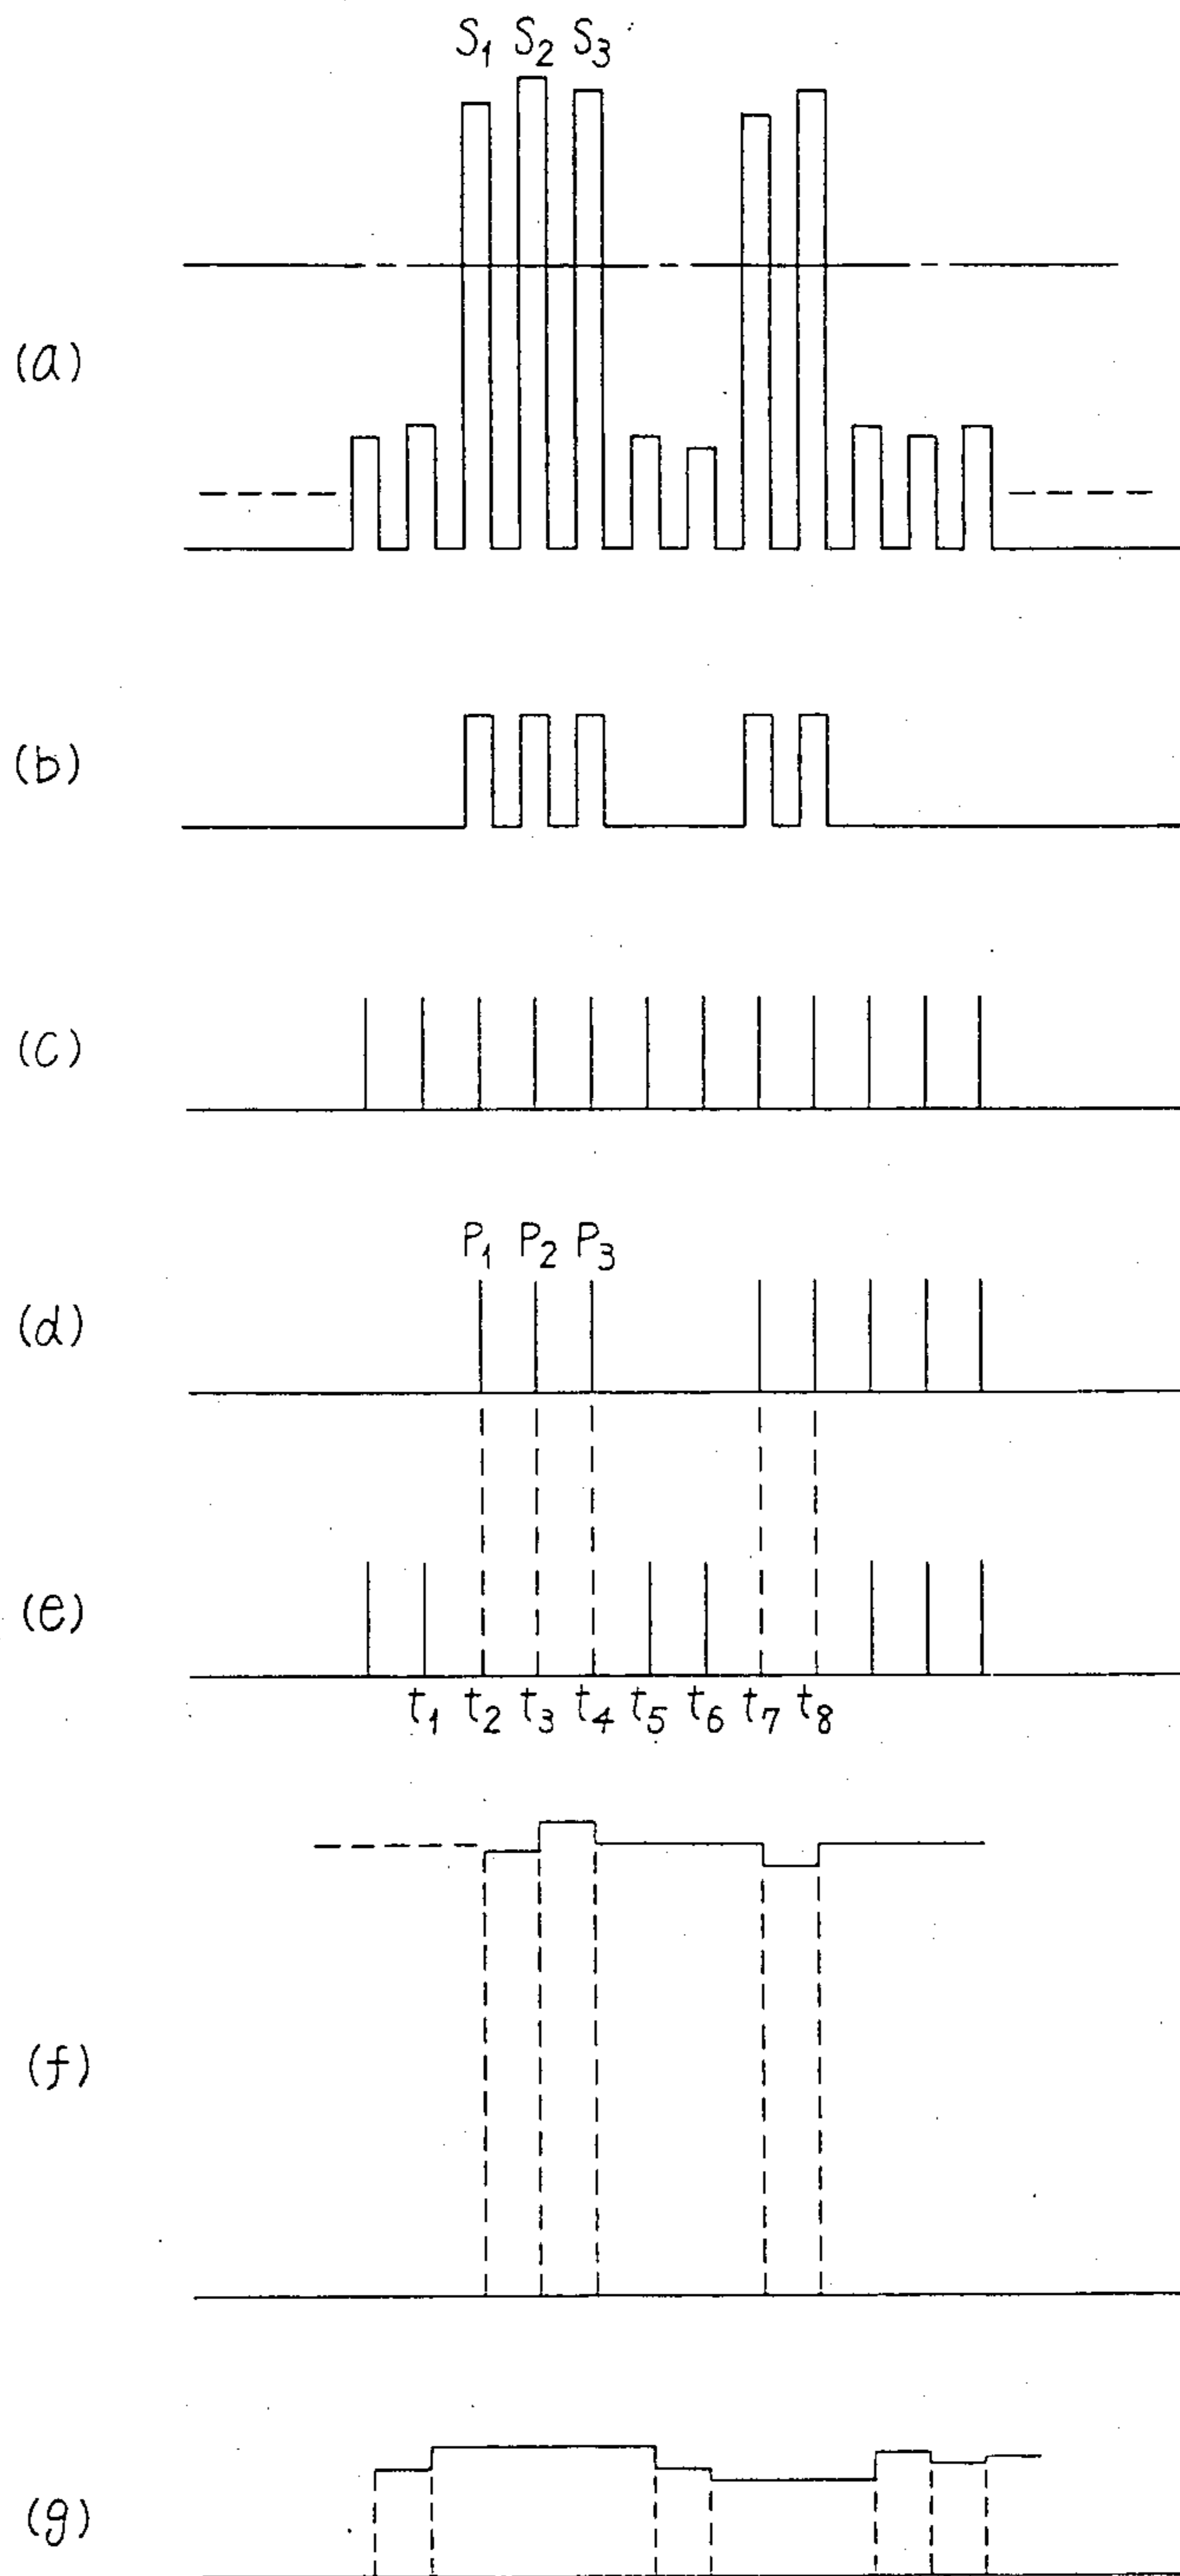 S₁ S₂ S₃
(a)
(b)
(c)
P₁ P₂ P₃
(d)
(e)
t₁ t₂ t₃ t₄ t₅ t₆ t₇ t₈
(f)
(g)